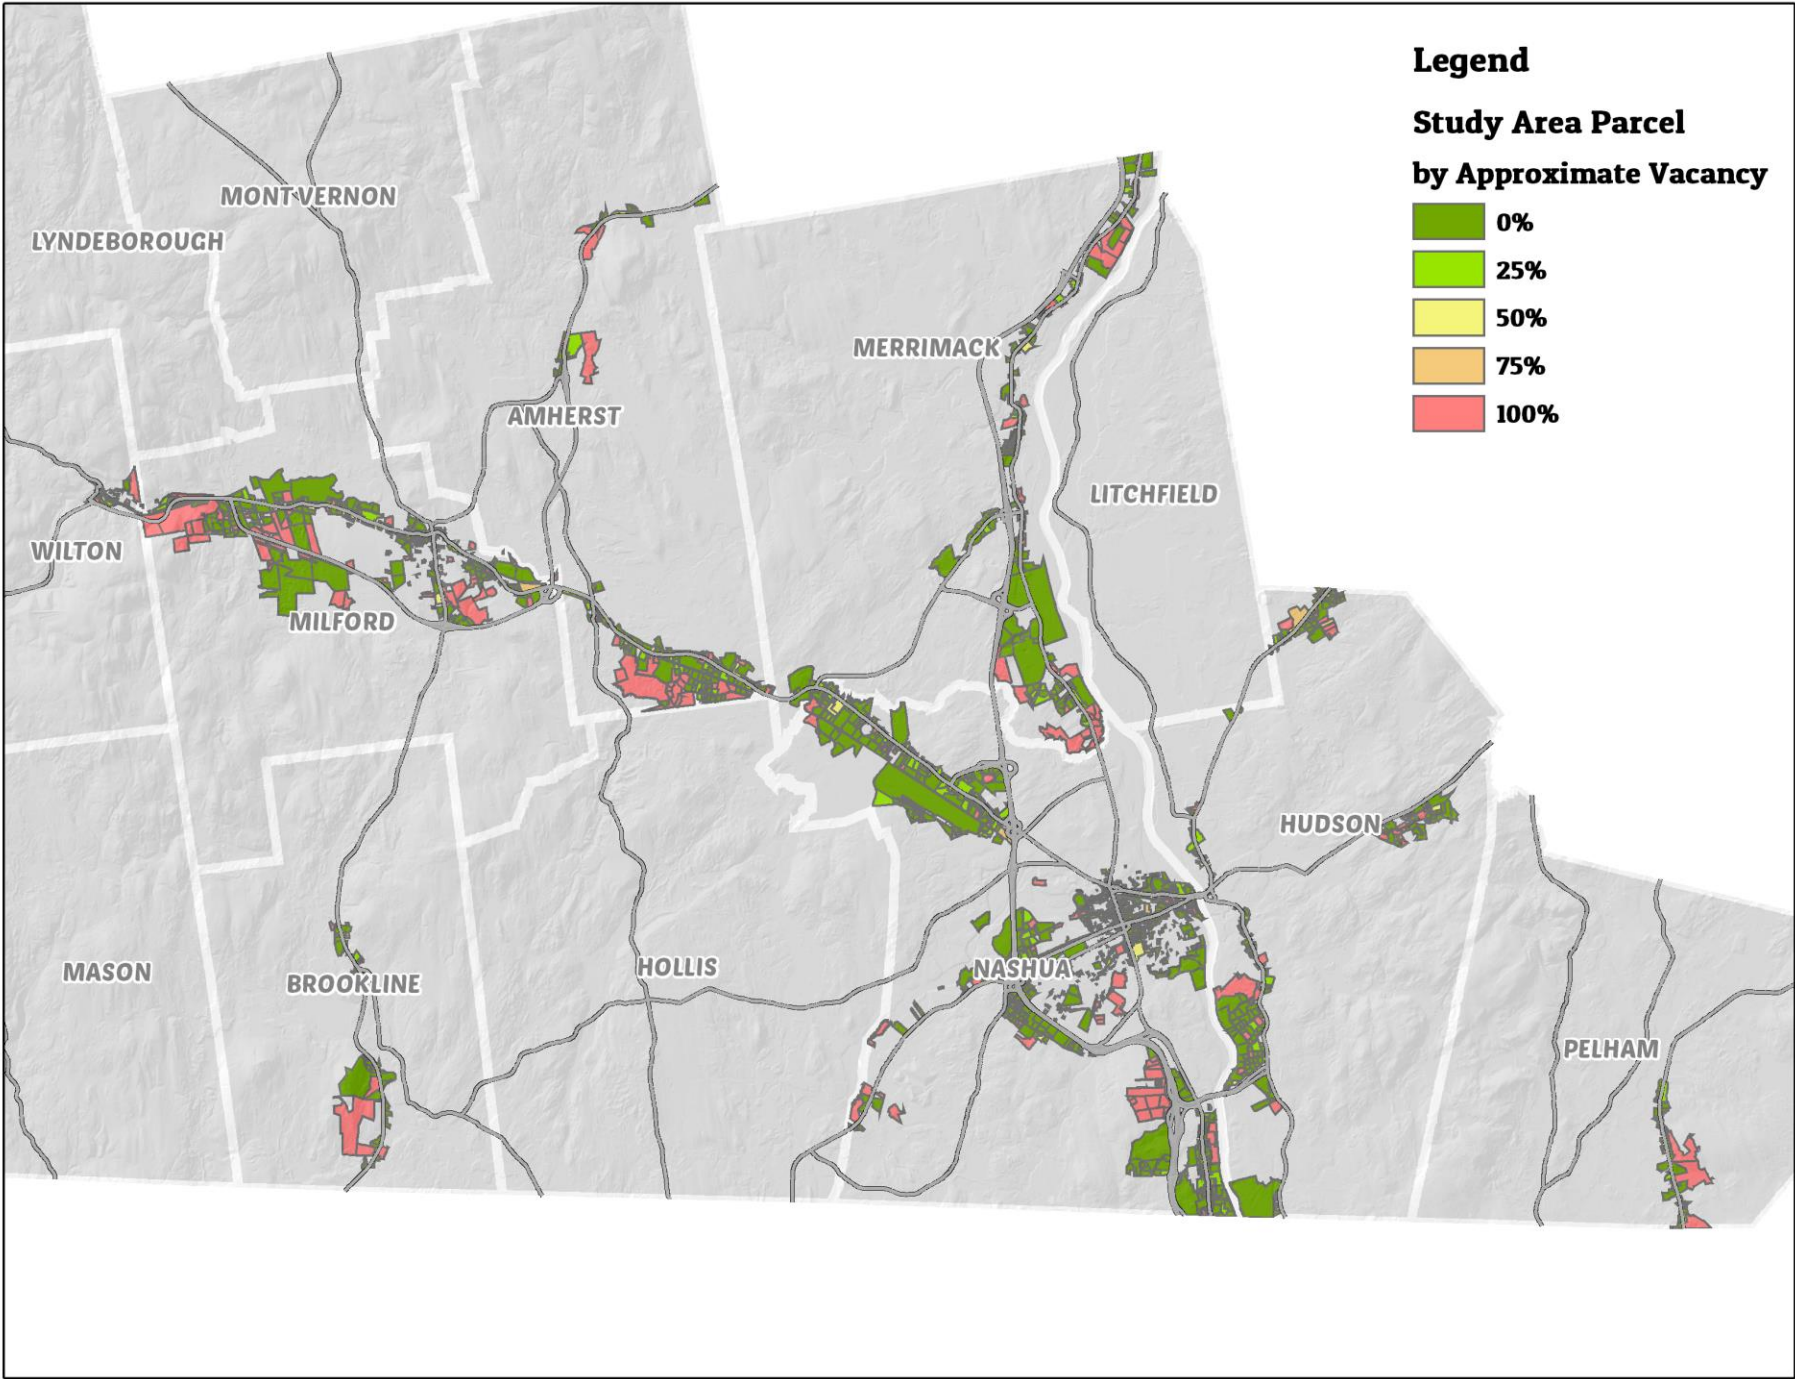 Legend
Study Area Parcel
by Approximate Vacancy
0%
25%
50%
75%
100%
MONT VERNON
LYNDEBOROUGH
MERRIMACK
AMHERST
LITCHFIELD
WILTON
MILFORD
HUDSON
MASON
BROOKLINE
HOLLIS
NASHUA
PELHAM